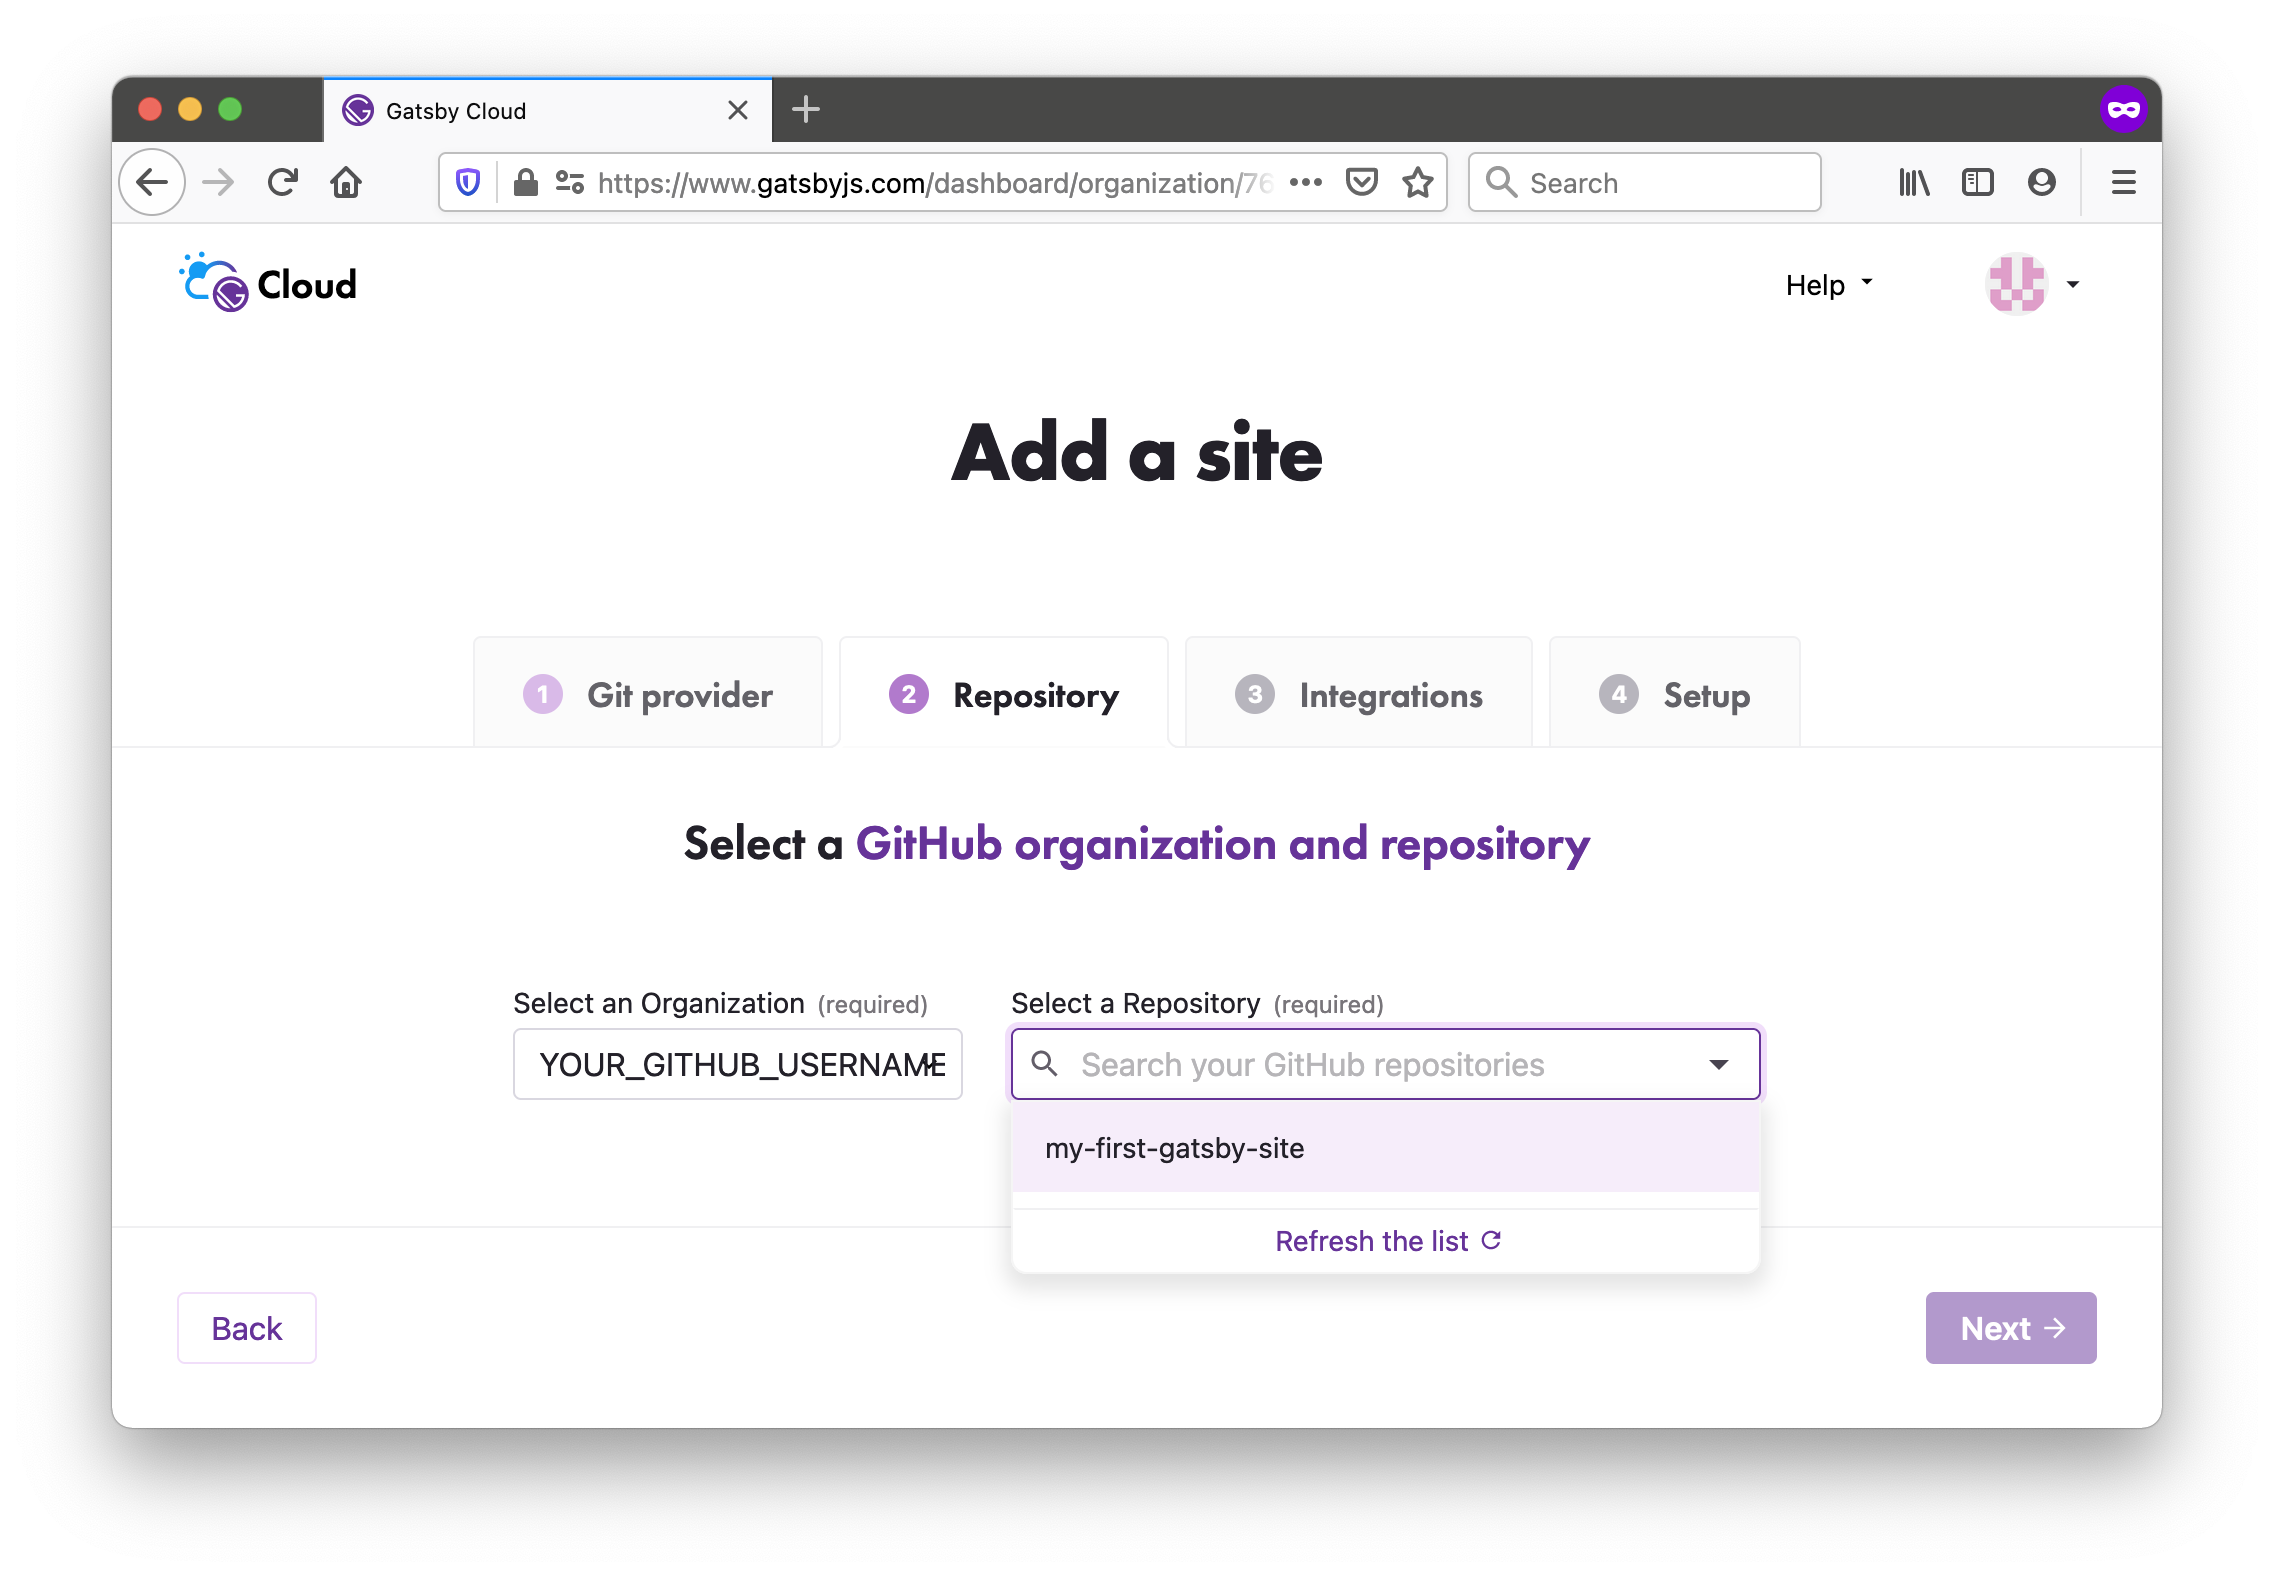 Gatsby Cloud
https://www.gatsbyjs.com/dashboard/organization/76
Search
Cloud
Help
Add a site
1 Git provider
2 Repository
3 Integrations
4 Setup
Select a GitHub organization and repository
Select an Organization (required)
Select a Repository (required)
YOUR_GITHUB_USERNAME
Search your GitHub repositories
my-first-gatsby-site
Refresh the list
Back
Next →